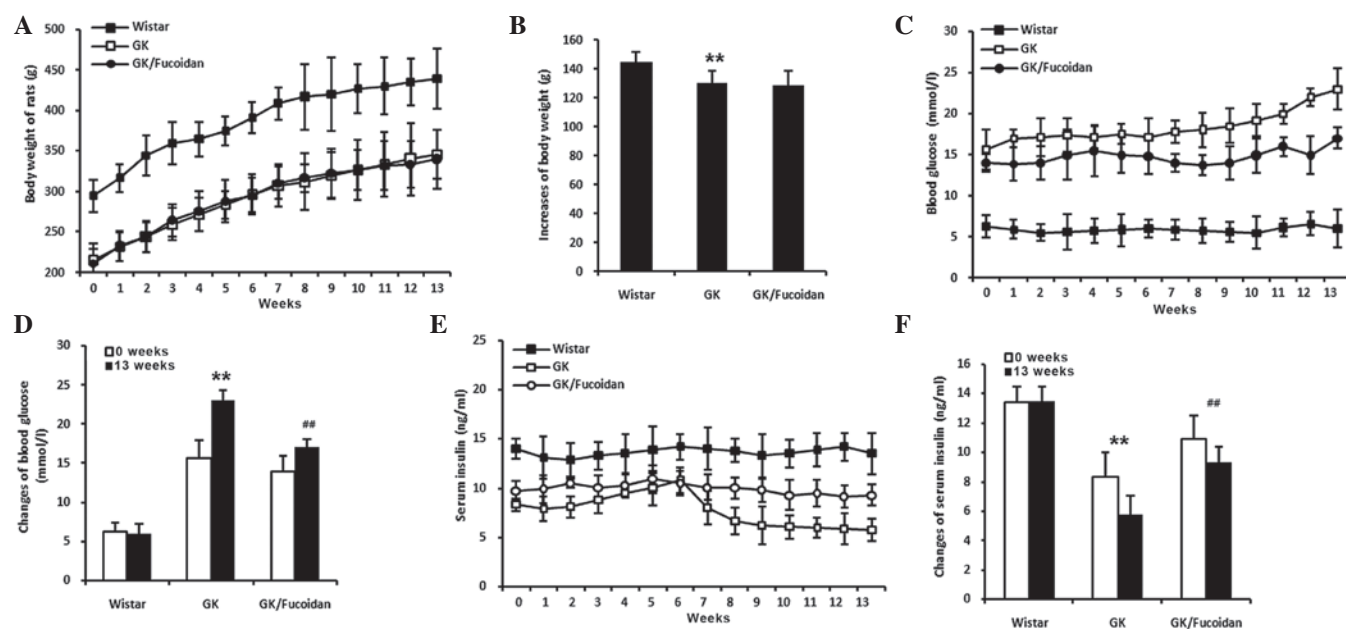 A
Body weight of rats (g)
500
450
400
350
300
250
200
Wistar
GK
GK/Fucoidan
0 1 2 3 4 5 6 7 8 9 10 11 12 13
Weeks
B
Increases of body weight (g)
160
140
120
100
80
60
40
20
0
**
Wistar GK GK/Fucoidan
C
Wistar
GK
GK/Fucoidan
Blood glucose (mmol/l)
30
25
20
15
10
5
0
0 1 2 3 4 5 6 7 8 9 10 11 12 13
Weeks
D
Changes of blood glucose
(mmol/l)
30
25
20
15
10
5
0
0 weeks
13 weeks
**
##
Wistar GK GK/Fucoidan
E
Serum insulin (ng/ml)
25
20
15
10
5
0
Wistar
GK
GK/Fucoidan
0 1 2 3 4 5 6 7 8 9 10 11 12 13
Weeks
F
Changes of serum insulin (ng/ml)
16
14
12
10
8
6
4
2
0
0 weeks
13 weeks
**
##
Wistar GK GK/Fucoidan